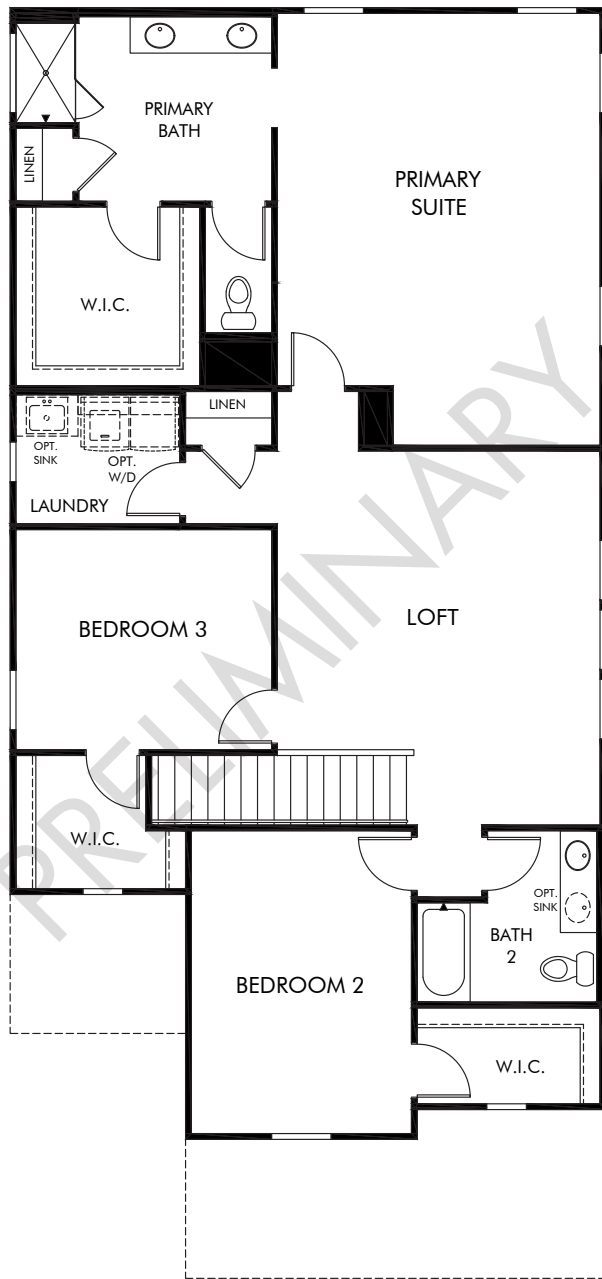 PRIMARY
BATH
LINEN
PRIMARY
SUITE
W.I.C.
LINEN
OPT.
SINK
OPT.
W/D
LAUNDRY
BEDROOM 3
LOFT
PRELIMINARY
W.I.C.
OPT.
SINK
BATH
2
BEDROOM 2
W.I.C.